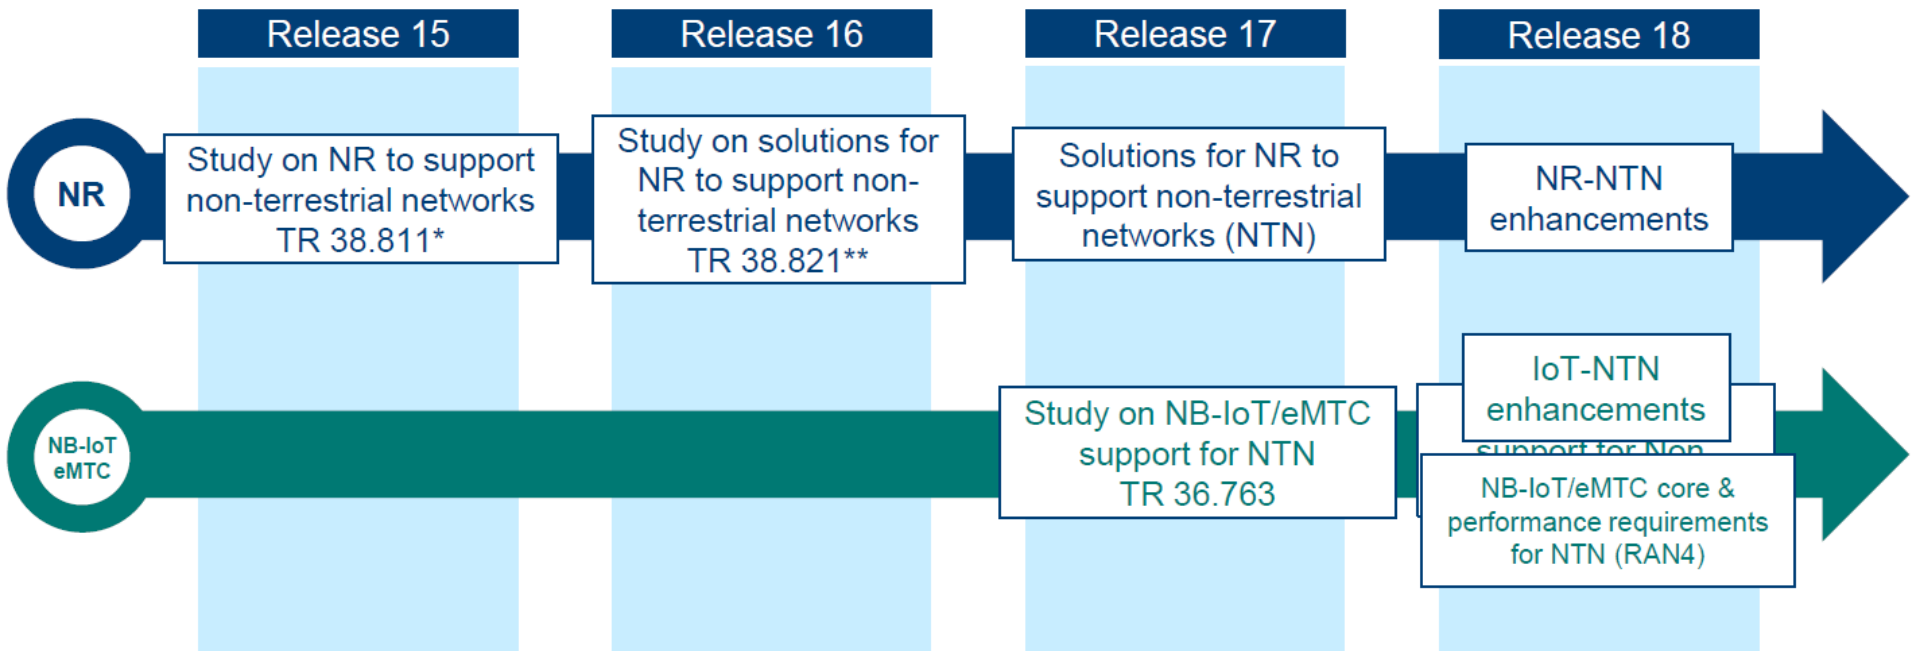 Release 15
Release 16
Release 17
Release 18
NR
Study on NR to support
non-terrestrial networks
TR 38.811*
Study on solutions for
NR to support non-
terrestrial networks
TR 38.821**
Solutions for NR to
support non-terrestrial
networks (NTN)
NR-NTN
enhancements
NB-IoT
eMTC
Study on NB-IoT/eMTC
support for NTN
TR 36.763
IoT-NTN
enhancements
support for Non
NB-IoT/eMTC core &
performance requirements
for NTN (RAN4)